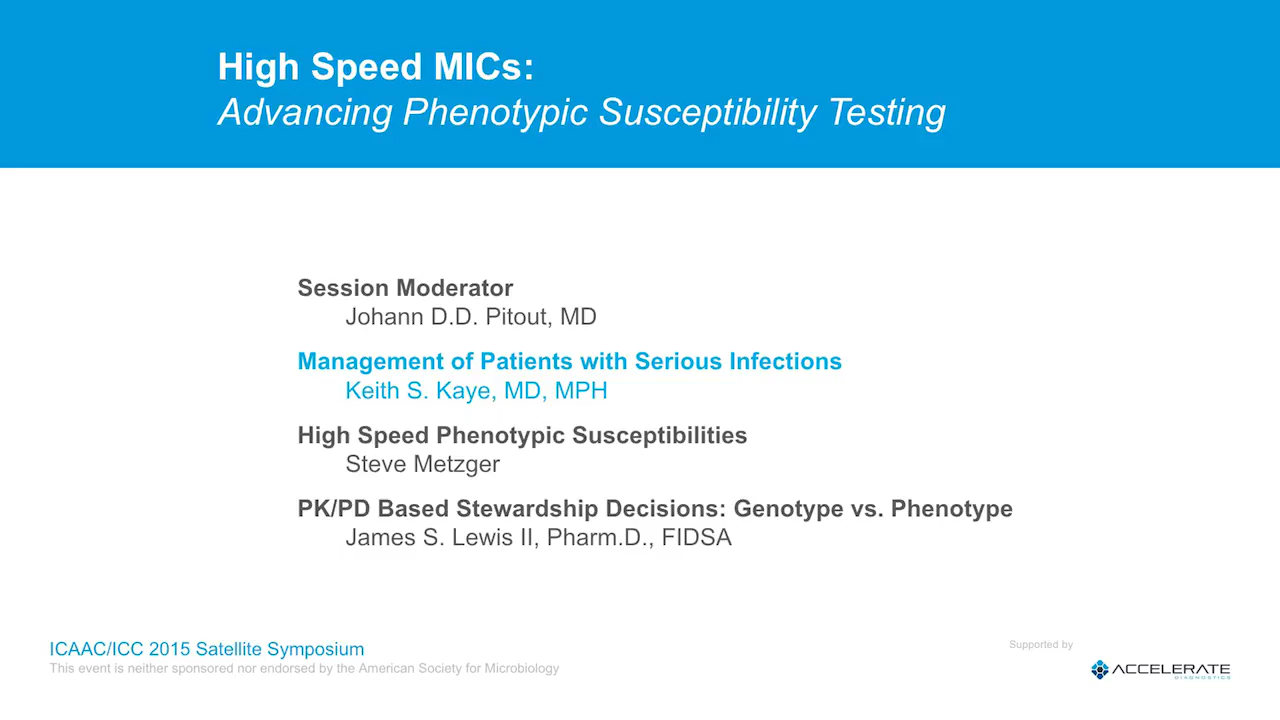 High Speed MICs:
Advancing Phenotypic Susceptibility Testing
Session Moderator
Johann D.D. Pitout, MD
Management of Patients with Serious Infections
Keith S. Kaye, MD, MPH
High Speed Phenotypic Susceptibilities
Steve Metzger
PK/PD Based Stewardship Decisions: Genotype vs. Phenotype
James S. Lewis II, Pharm.D., FIDSA
ICAAC/ICC 2015 Satellite Symposium
This event is neither sponsored nor endorsed by the American Society for Microbiology
Supported by
ACCELERATE
DIAGNOSTICS